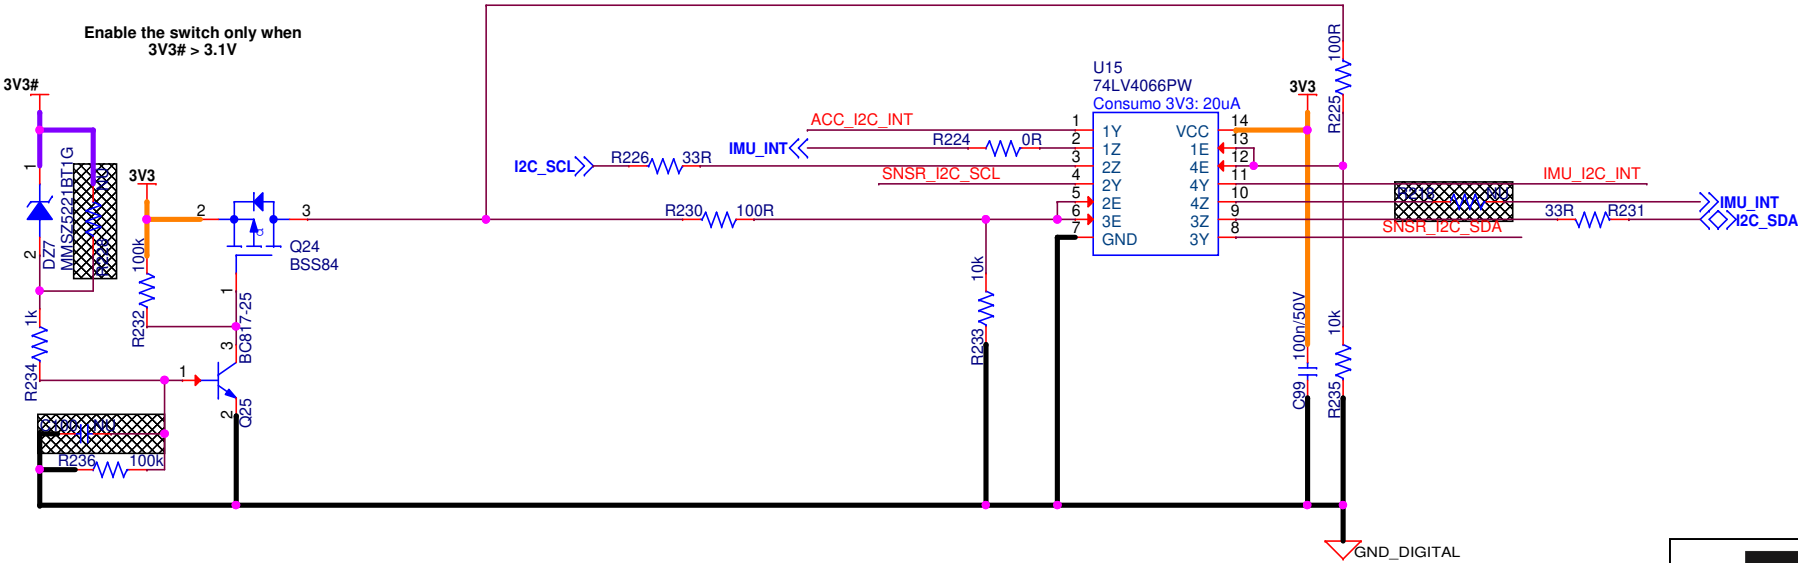 Enable the switch only when
3V3# > 3.1V
3V3#
1
2
DZ7
MMSZ5221BT1G
3V3
100k
R232
2
3
Q24
BSS84
1
BC817-25
3
1
2
Q25
1k
R234
R236
100k
I2C_SCL
R226
33R
IMU_INT
R224
0R
ACC_I2C_INT
SNSR_I2C_SCL
R230
100R
10k
R233
U15
74LV4066PW
Consumo 3V3: 20uA
1
2
3
4
5
6
7
1Y
1Z
2Z
2Y
2E
3E
GND
VCC
1E
4E
4Y
4Z
3Z
3Y
14
13
12
11
10
9
8
3V3
100R
R225
IMU_I2C_INT
IMU_INT
33R
R231
I2C_SDA
SNSR_I2C_SDA
100n/50V
C99
10k
R235
GND_DIGITAL